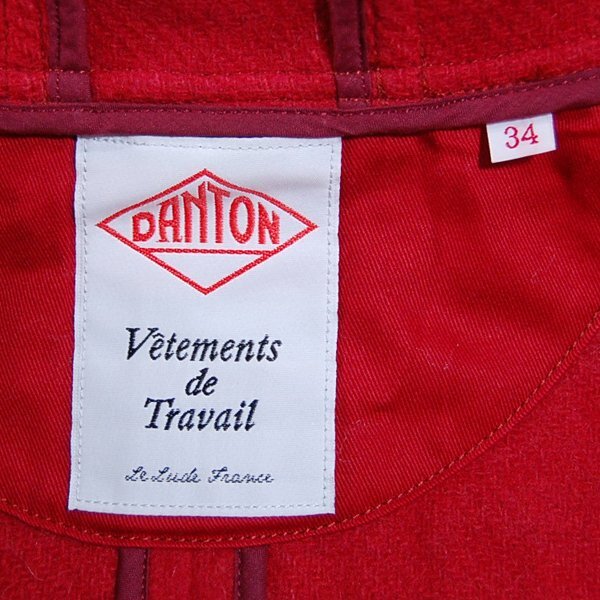 34
DANTON
Vêtements
de
Travail
Le Lude France